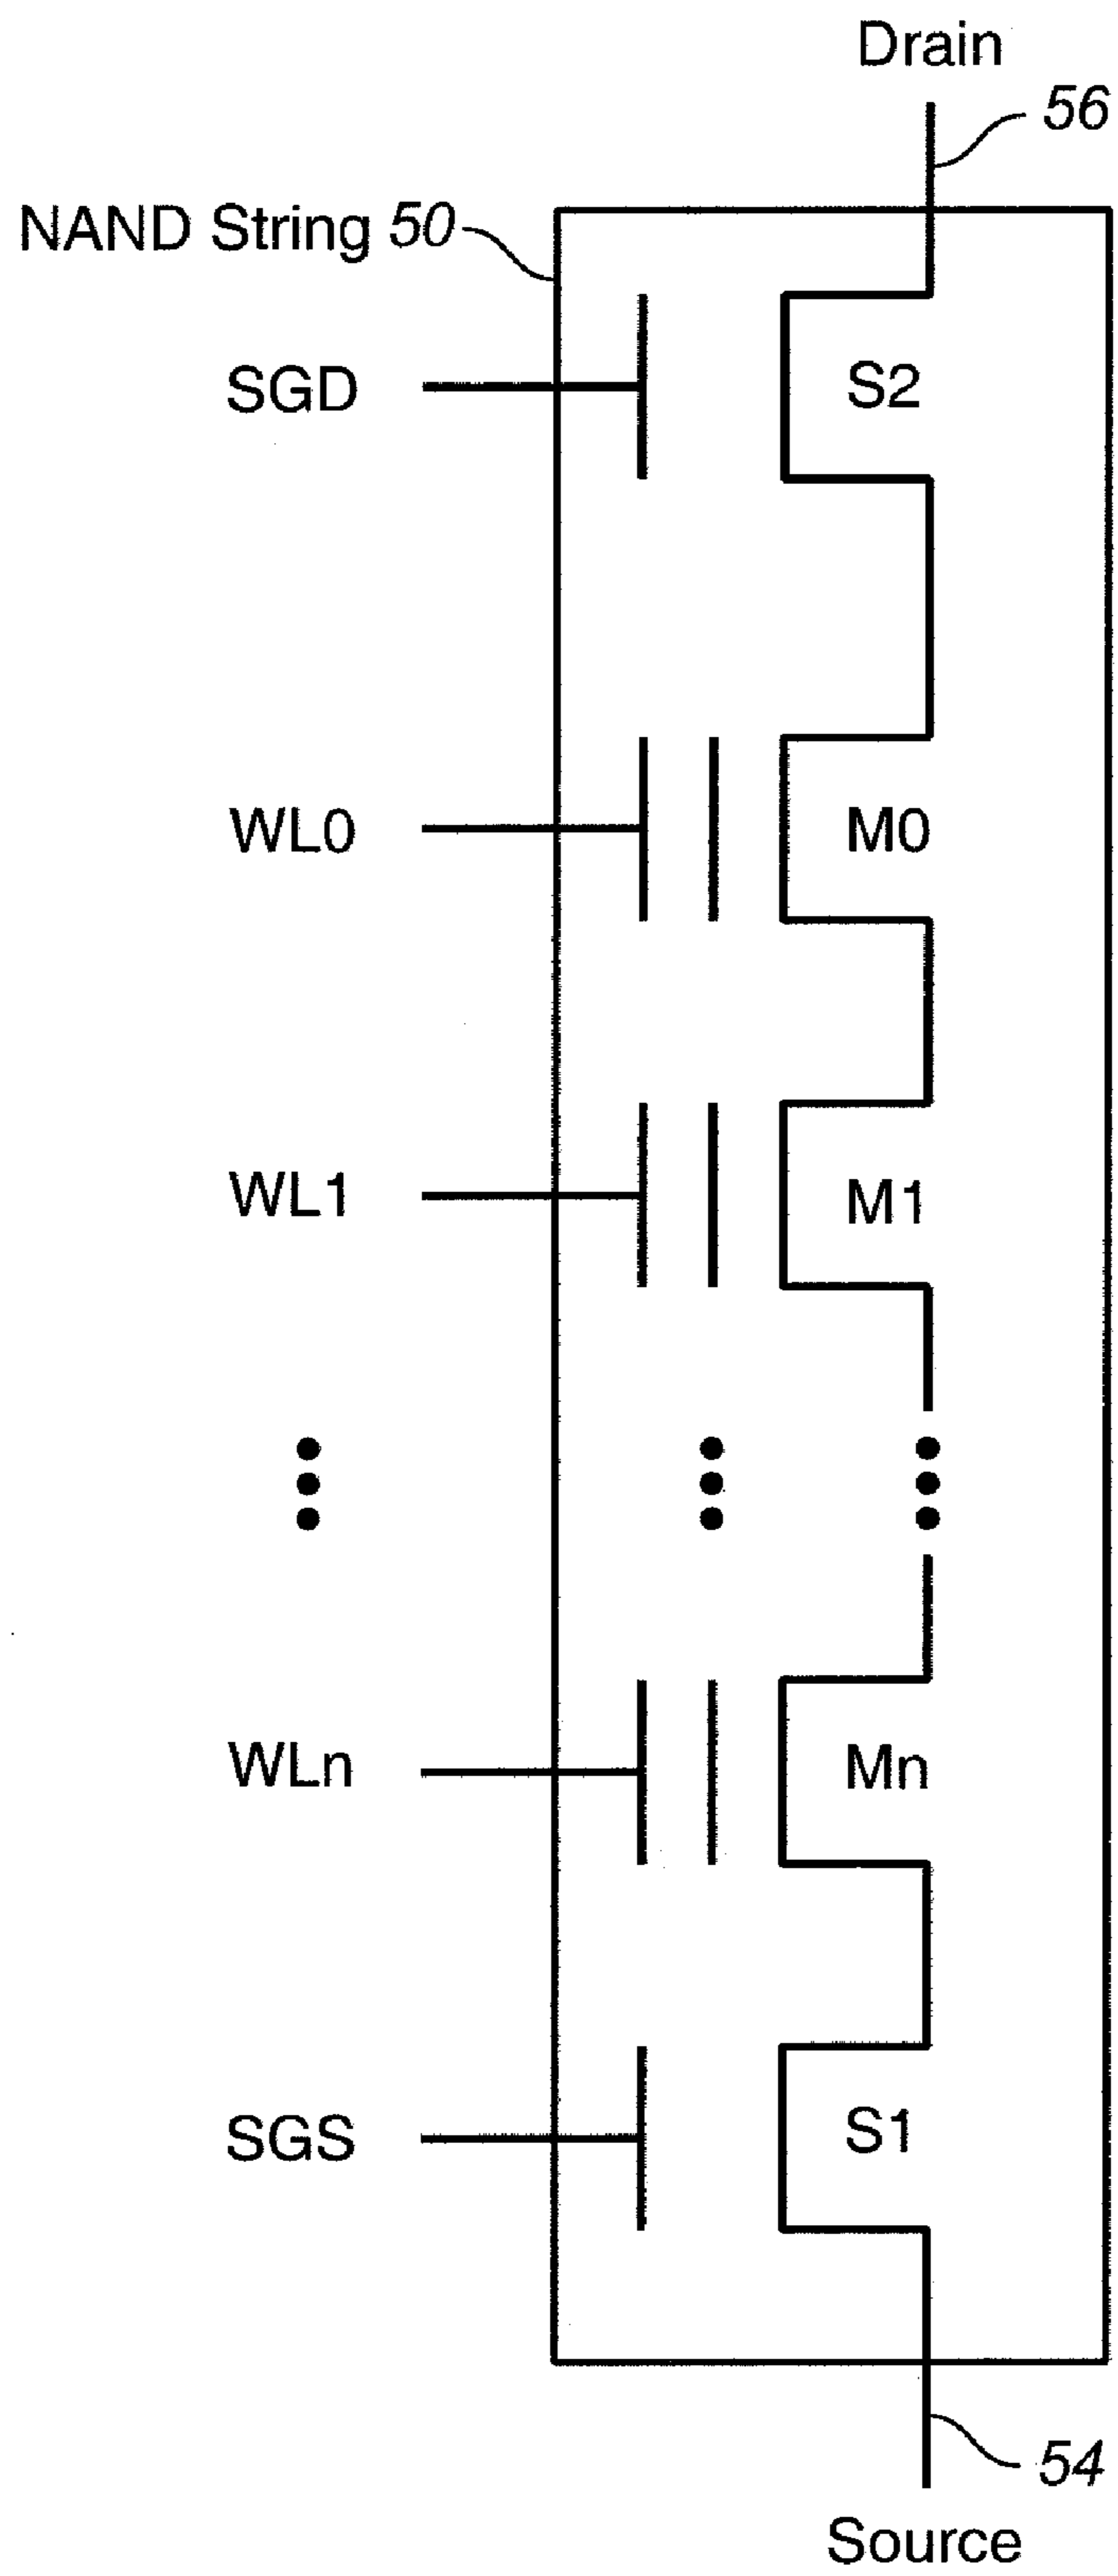 Drain
56
NAND String 50
SGD
S2
WL0
M0
WL1
M1
WLn
Mn
SGS
S1
54
Source